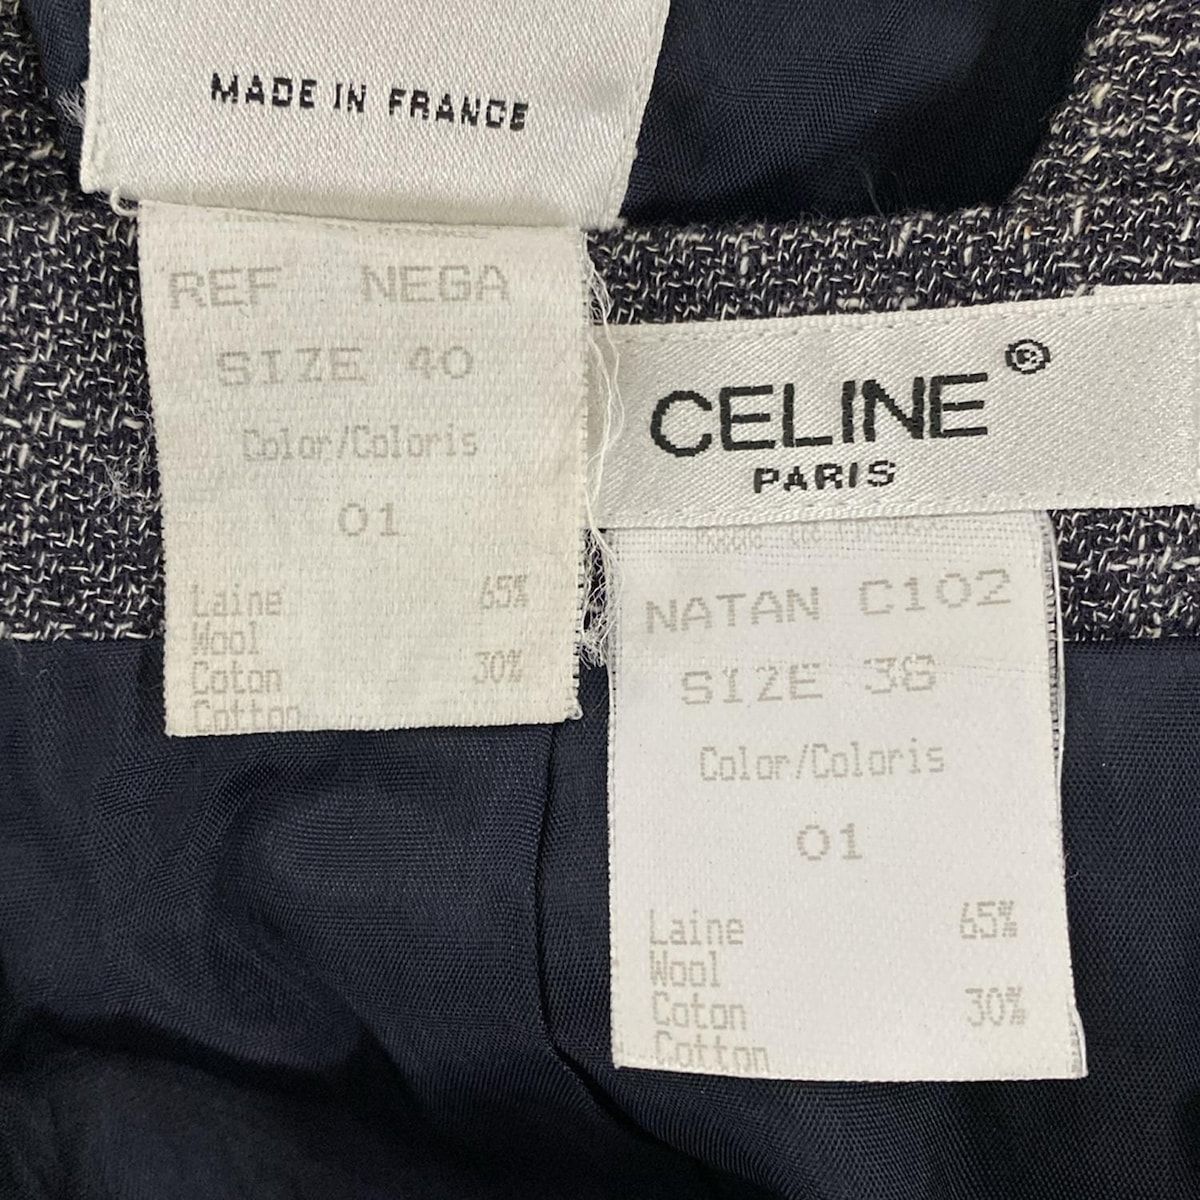 MADE IN FRANCE
REF NEGA
SIZE 40
Color/Coloris
01
Laine 65%
Wool
Coton 30%
Cotton
CELINE ®
PARIS
NATAN C102
SIZE 38
Color/Coloris
01
Laine 65%
Wool
Coton 30%
Cotton